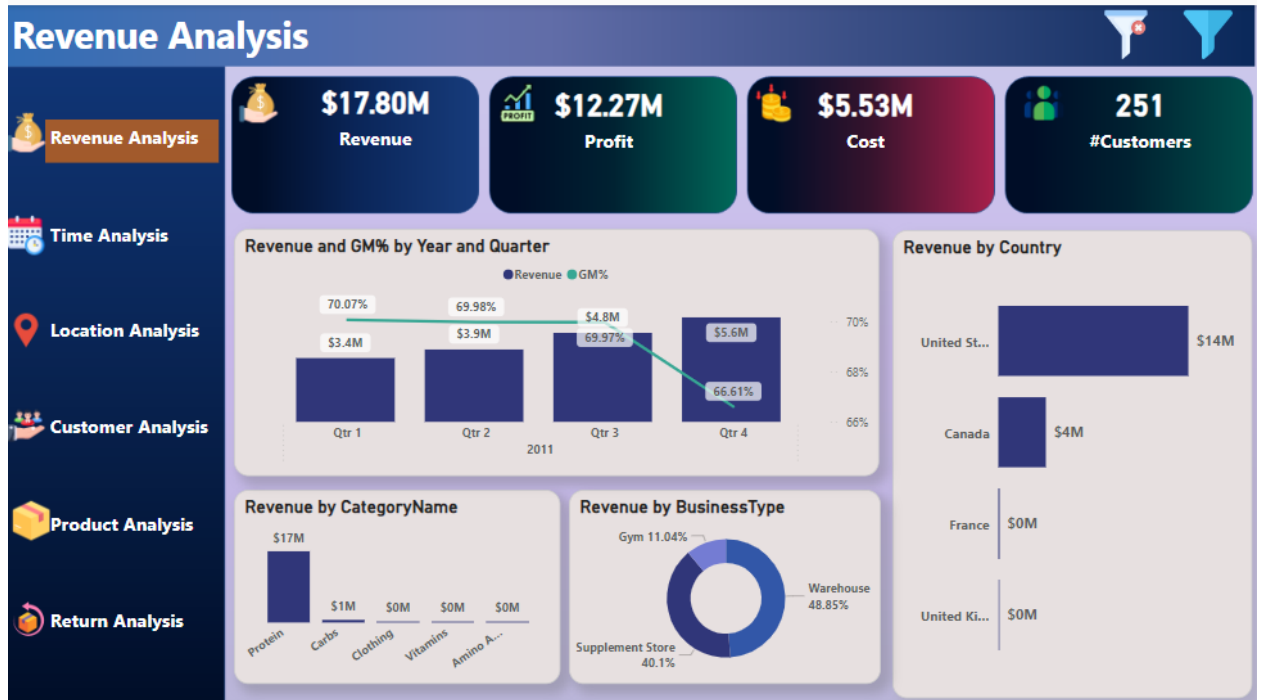 Revenue Analysis
Revenue Analysis
Time Analysis
Location Analysis
Customer Analysis
Product Analysis
Return Analysis
$17.80M
Revenue
PROFIT
$12.27M
Profit
$5.53M
Cost
251
#Customers
Revenue and GM% by Year and Quarter
Revenue GM%
70.07%
69.98%
$4.8M
69.97%
$3.4M
$3.9M
$5.6M
66.61%
70%
68%
66%
Qtr 1 Qtr 2 Qtr 3 Qtr 4
2011
Revenue by CategoryName
$17M
$1M $0M $0M $0M
Protein Carbs Clothing Vitamins Amino A...
Revenue by BusinessType
Gym 11.04%
Warehouse
48.85%
Supplement Store
40.1%
Revenue by Country
United St... $14M
Canada $4M
France $0M
United Ki... $0M